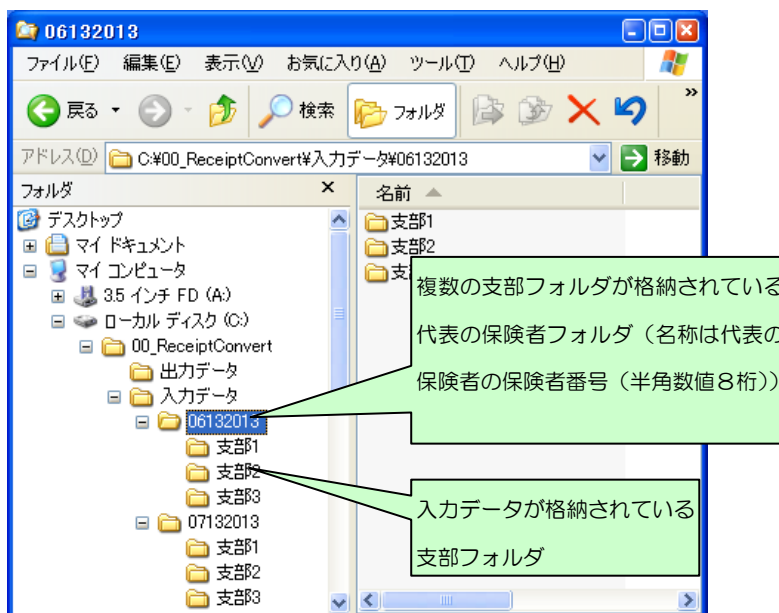 06132013
ファイル(F) 編集(E) 表示(V) お気に入り(A) ツール(T) ヘルプ(H)
戻る 検索 フォルダ »
アドレス(D) C:¥00_ReceiptConvert¥入力データ¥06132013 移動
フォルダ × 名前
デスクトップ
マイ ドキュメント
マイ コンピュータ
3.5 インチ FD (A:)
ローカル ディスク (C:)
00_ReceiptConvert
出力データ
入力データ
06132013
支部1
支部2
支部3
07132013
支部1
支部2
支部3
支部1
支部2
支
複数の支部フォルダが格納されている
代表の保険者フォルダ（名称は代表の
保険者の保険者番号（半角数値８桁））
入力データが格納されている
支部フォルダ